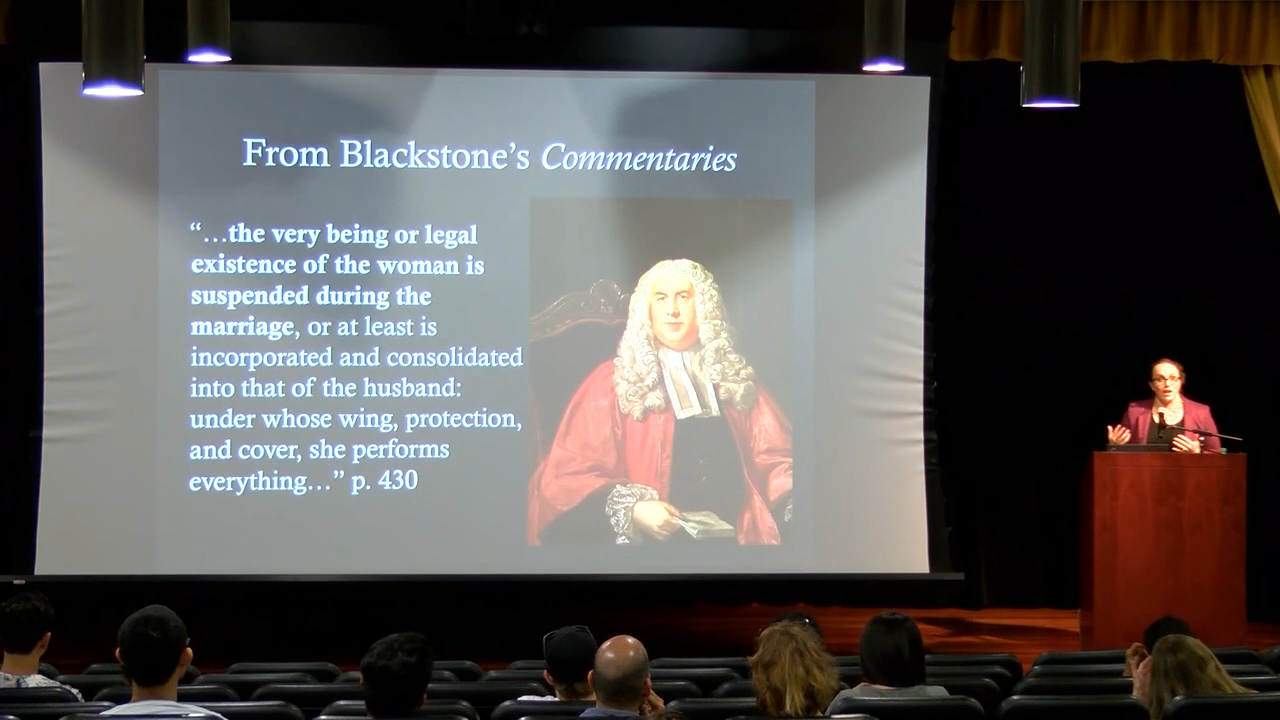 From Blackstone's Commentaries
“…the very being or legal
existence of the woman is
suspended during the
marriage, or at least is
incorporated and consolidated
into that of the husband:
under whose wing, protection,
and cover, she performs
everything…” p. 430